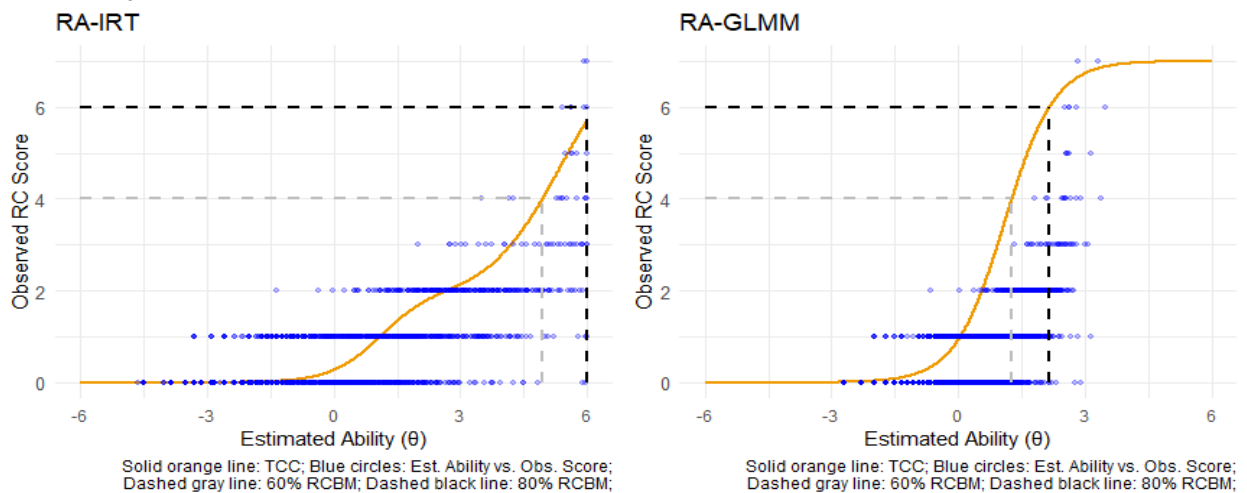 RA-IRT
Observed RC Score
6
4
2
0
-6
-3
0
3
6
Estimated Ability (θ)
Solid orange line: TCC; Blue circles: Est. Ability vs. Obs. Score;
Dashed gray line: 60% RCBM; Dashed black line: 80% RCBM;
RA-GLMM
Observed RC Score
6
4
2
0
-6
-3
0
3
6
Estimated Ability (θ)
Solid orange line: TCC; Blue circles: Est. Ability vs. Obs. Score;
Dashed gray line: 60% RCBM; Dashed black line: 80% RCBM;